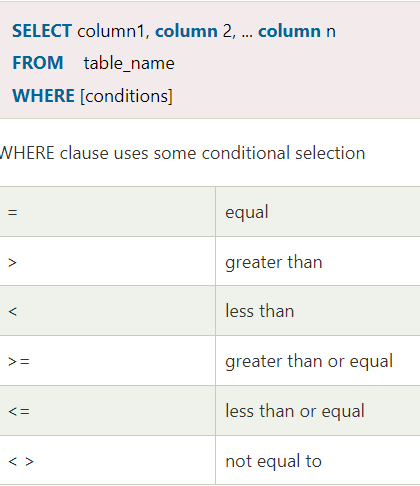 SELECT column1, column 2, ... column n
FROM table_name
WHERE [conditions]
WHERE clause uses some conditional selection
= equal
> greater than
< less than
>= greater than or equal
<= less than or equal
< > not equal to